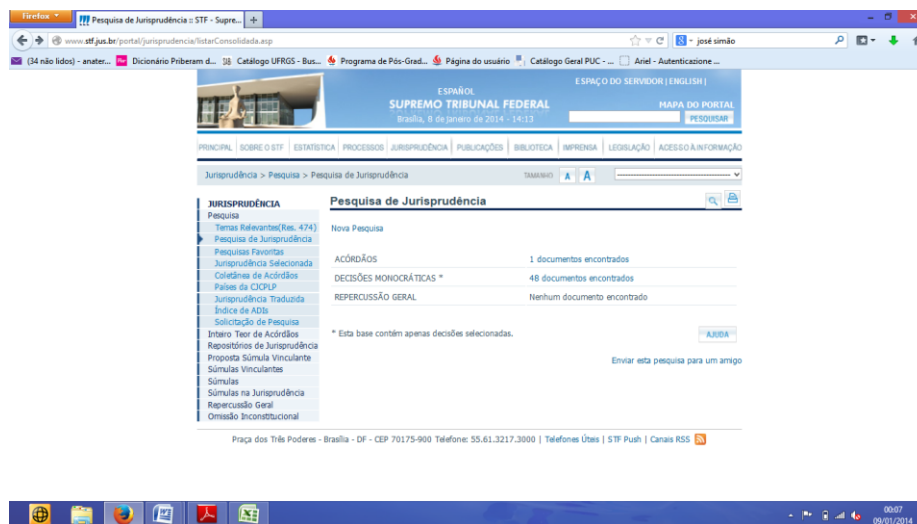 Firefox
Pesquisa de Jurisprudência :: STF - Supre...
www.stf.jus.br/portal/jurisprudencia/listarConsolidada.asp
josé simão
(34 não lidos) - anater... Dicionário Priberam d... Catálogo UFRGS - Bus... Programa de Pós-Grad... Página do usuário Catálogo Geral PUC - ... Ariel - Autenticazione ...
ESPAÇO DO SERVIDOR | ENGLISH |
ESPAÑOL
SUPREMO TRIBUNAL FEDERAL
MAPA DO PORTAL
Brasília, 8 de janeiro de 2014 - 14:13
PESQUISAR
PRINCIPAL SOBRE O STF ESTATÍSTICA PROCESSOS JURISPRUDÊNCIA PUBLICAÇÕES BIBLIOTECA IMPRENSA LEGISLAÇÃO ACESSO À INFORMAÇÃO
Jurisprudência > Pesquisa > Pesquisa de Jurisprudência
TAMANHO A A
JURISPRUDÊNCIA
Pesquisa
Temas Relevantes(Res. 474)
Pesquisa de Jurisprudência
Pesquisas Favoritas
Jurisprudência Selecionada
Coletânea de Acórdãos
Países da CJCPLP
Jurisprudência Traduzida
Índice de ADIs
Solicitação de Pesquisa
Inteiro Teor de Acórdãos
Repositórios de Jurisprudência
Proposta Súmula Vinculante
Súmulas Vinculantes
Súmulas
Súmulas na Jurisprudência
Repercussão Geral
Omissão Inconstitucional
Pesquisa de Jurisprudência
Nova Pesquisa
ACÓRDÃOS 1 documentos encontrados
DECISÕES MONOCRÁTICAS * 48 documentos encontrados
REPERCUSSÃO GERAL Nenhum documento encontrado
* Esta base contém apenas decisões selecionadas.
AJUDA
Enviar esta pesquisa para um amigo
Praça dos Três Poderes - Brasília - DF - CEP 70175-900 Telefone: 55.61.3217.3000 | Telefones Úteis | STF Push | Canais RSS
00:07
09/01/2014